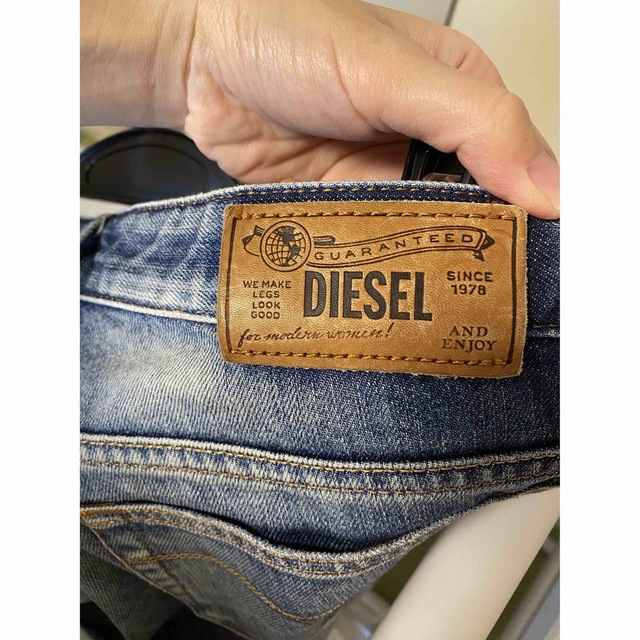 GUARANTEED
WE MAKE
LEGS
LOOK
GOOD
DIESEL
SINCE
1978
for modern women!
AND
ENJOY